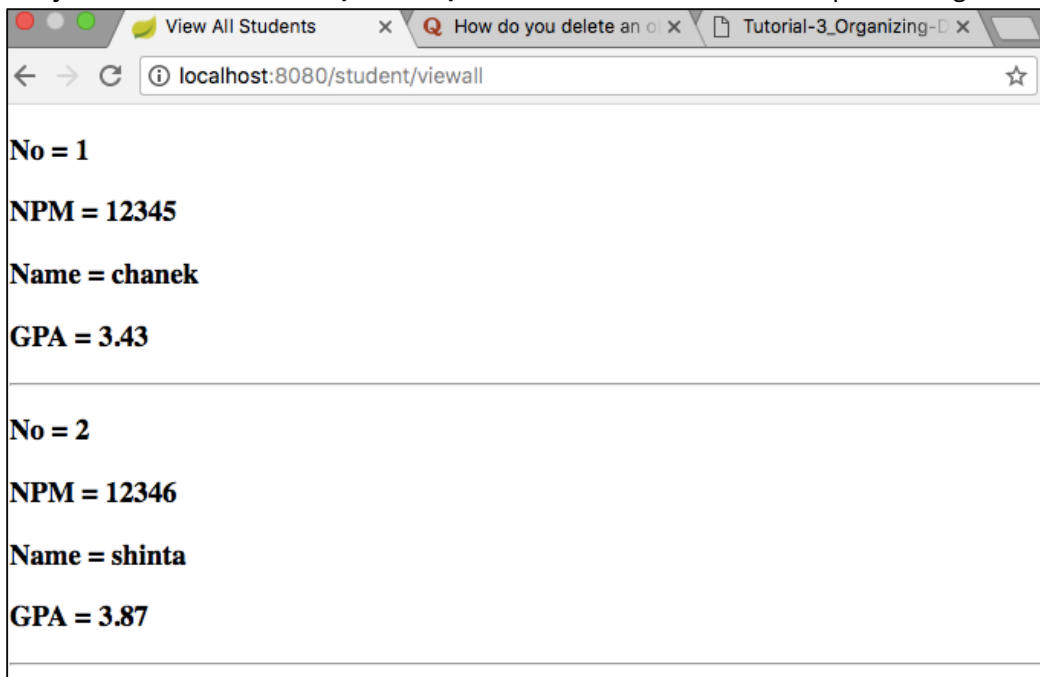 View All Students
Q How do you delete an o
Tutorial-3_Organizing-D
localhost:8080/student/viewall
No = 1
NPM = 12345
Name = chanek
GPA = 3.43
No = 2
NPM = 12346
Name = shinta
GPA = 3.87